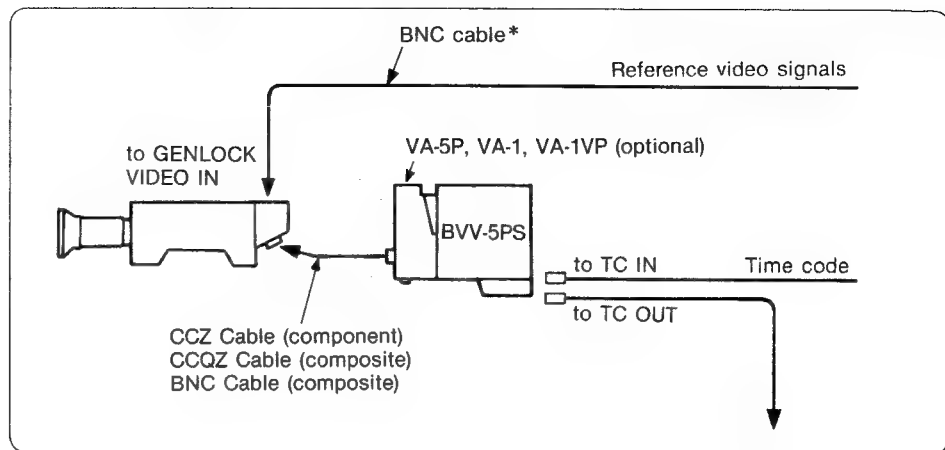 BNC cable*
Reference video signals
to GENLOCK
VIDEO IN
VA-5P, VA-1, VA-1VP (optional)
BVV-5PS
to TC IN
Time code
to TC OUT
CCZ Cable (component)
CCQZ Cable (composite)
BNC Cable (composite)